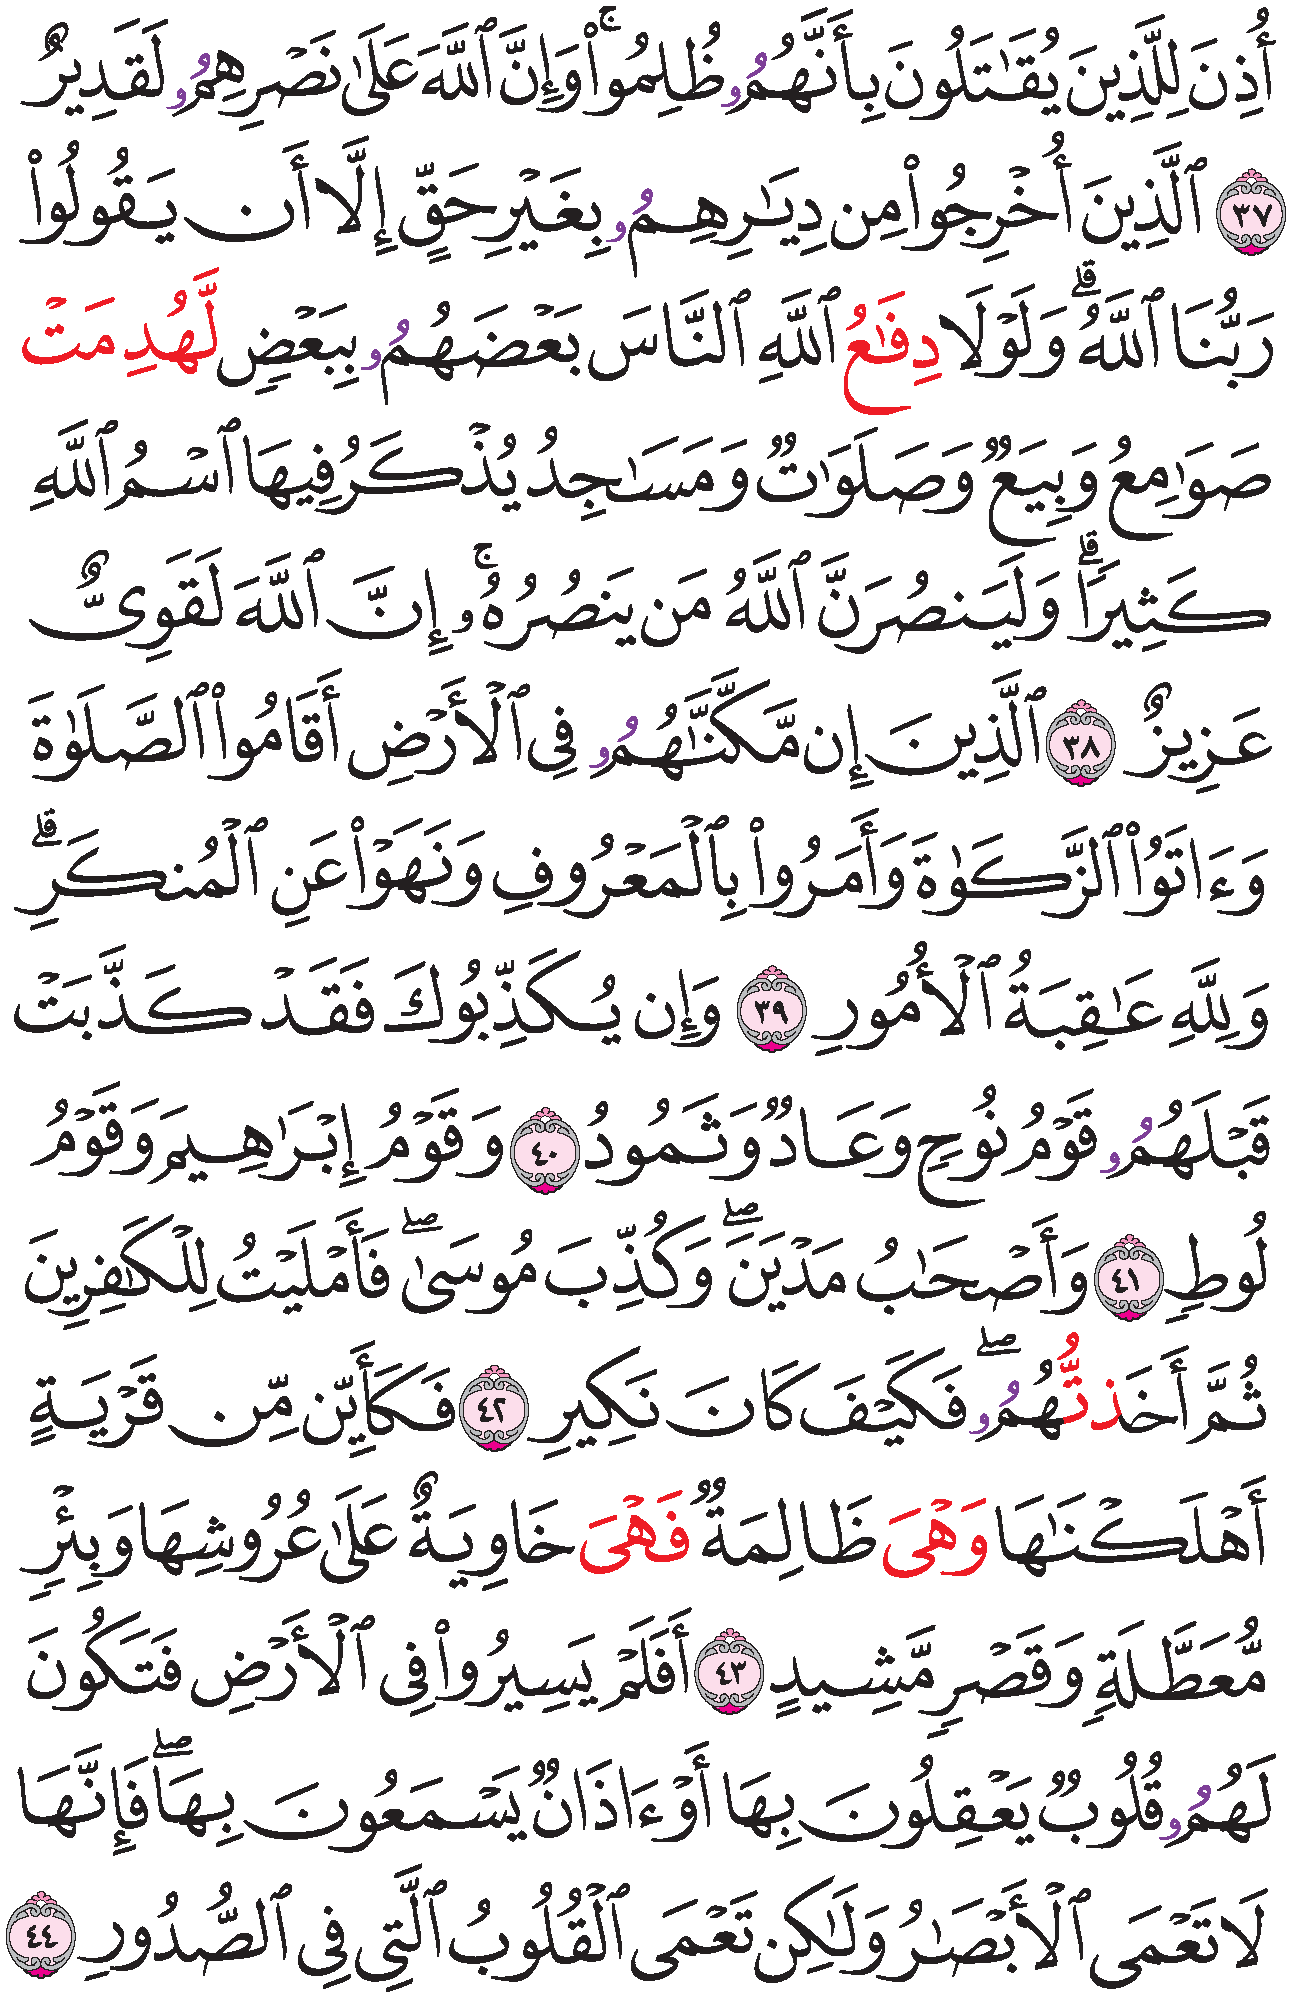 أُذِنَ لِلَّذِينَ يُقَـٰتَلُونَ بِأَنَّهُمُۥ ظُلِمُواْۚ وَإِنَّ ٱللَّهَ عَلَىٰ نَصْرِهِمُۥ لَقَدِيرٌ
٣٧ ٱلَّذِينَ أُخْرِجُواْ مِن دِيَـٰرِهِمُۥ بِغَيْرِ حَقٍّ إِلَّا أَن يَقُولُواْ
رَبُّنَا ٱللَّهُۗ وَلَوْلَا دِفَـٰعُ ٱللَّهِ ٱلنَّاسَ بَعْضَهُمُۥ بِبَعْضٍ لَّهُدِمَتْ
صَوَٰمِعُ وَبِيَعٌ وَصَلَوَٰتٌ وَمَسَـٰجِدُ يُذْكَرُ فِيهَا ٱسْمُ ٱللَّهِ
كَثِيرًاۗ وَلَيَنصُرَنَّ ٱللَّهُ مَن يَنصُرُهُۥۚ إِنَّ ٱللَّهَ لَقَوِىٌّ
عَزِيزٌ ٣٨ ٱلَّذِينَ إِن مَّكَّنَّـٰهُمُۥ فِى ٱلْأَرْضِ أَقَامُواْ ٱلصَّلَوٰةَ
وَءَاتَوُاْ ٱلزَّكَوٰةَ وَأَمَرُواْ بِٱلْمَعْرُوفِ وَنَهَوْاْ عَنِ ٱلْمُنكَرِۗ
وَلِلَّهِ عَـٰقِبَةُ ٱلْأُمُورِ ٣٩ وَإِن يُكَذِّبُوكَ فَقَدْ كَذَّبَتْ
قَبْلَهُمُۥ قَوْمُ نُوحٍ وَعَادٌ وَثَمُودُ ٤٠ وَقَوْمُ إِبْرَٰهِيمَ وَقَوْمُ
لُوطٍ ٤١ وَأَصْحَـٰبُ مَدْيَنَۖ وَكُذِّبَ مُوسَىٰۖ فَأَمْلَيْتُ لِلْكَـٰفِرِينَ
ثُمَّ أَخَذتُّهُمُۥۖ فَكَيْفَ كَانَ نَكِيرِ ٤٢ فَكَأَيِّن مِّن قَرْيَةٍ
أَهْلَكْنَـٰهَا وَهْىَ ظَالِمَةٌ فَهْىَ خَاوِيَةٌ عَلَىٰ عُرُوشِهَا وَبِئْرٍ
مُّعَطَّلَةٍ وَقَصْرٍ مَّشِيدٍ ٤٣ أَفَلَمْ يَسِيرُواْ فِى ٱلْأَرْضِ فَتَكُونَ
لَهُمُۥ قُلُوبٌ يَعْقِلُونَ بِهَا أَوْ ءَاذَانٌ يَسْمَعُونَ بِهَاۖ فَإِنَّهَا
لَا تَعْمَى ٱلْأَبْصَـٰرُ وَلَـٰكِن تَعْمَى ٱلْقُلُوبُ ٱلَّتِى فِى ٱلصُّدُورِ ٤٤